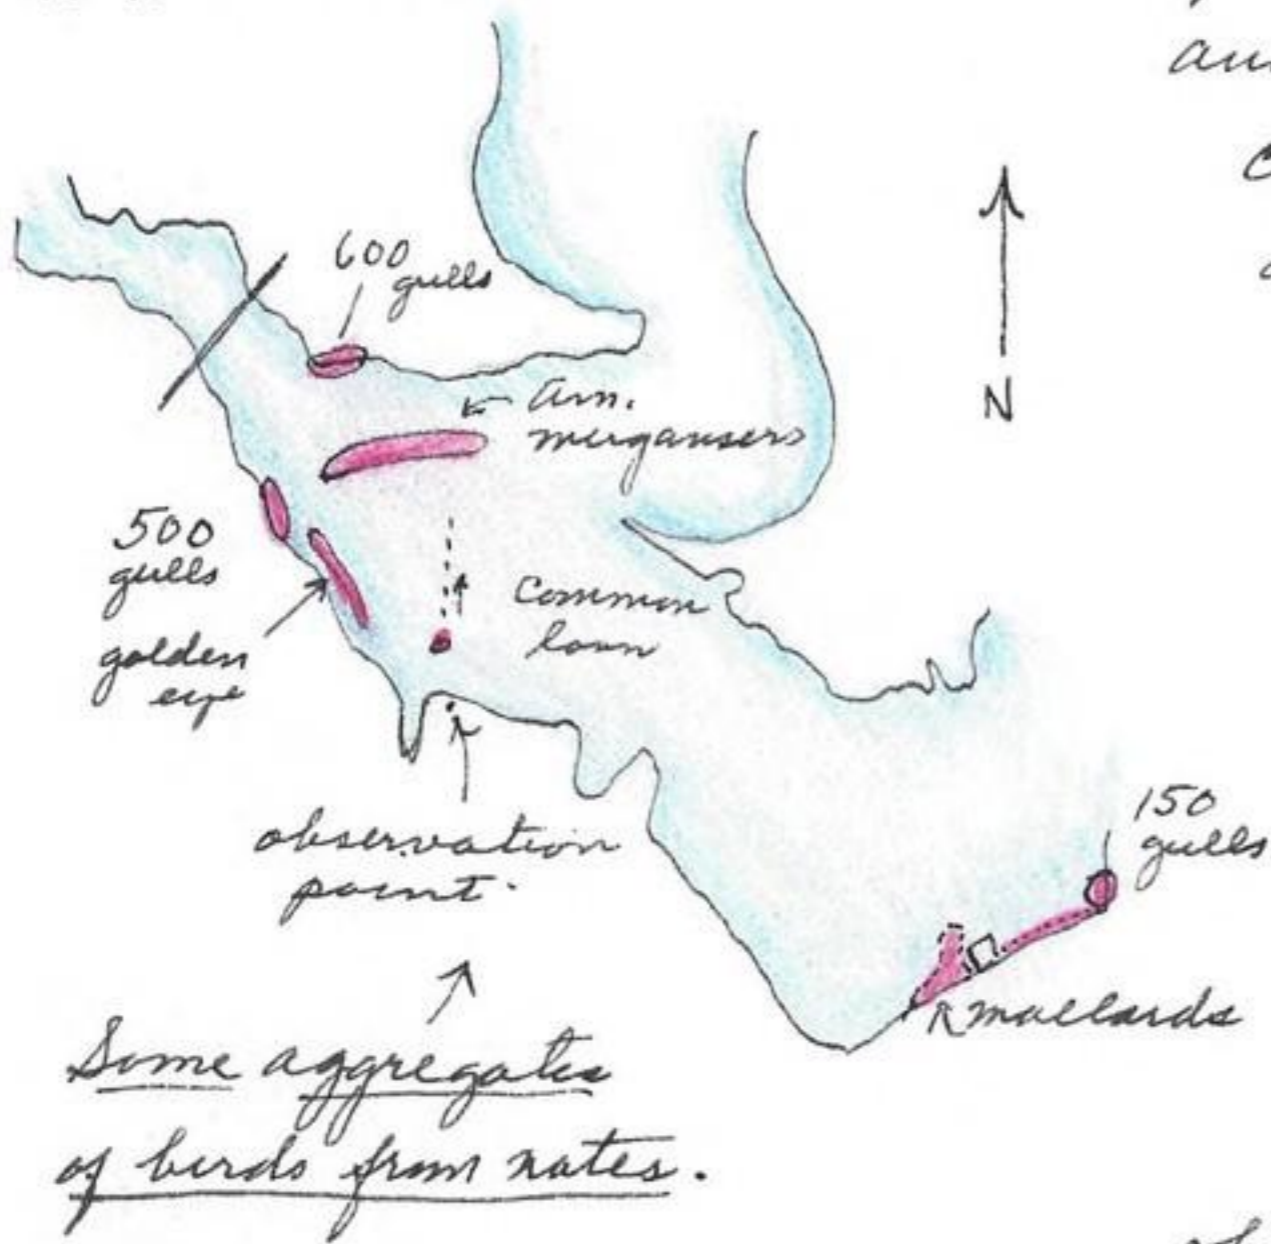 600
gulls
Am.
mergansers
N
500
gulls
golden
eye
Common
loon
observation
point.
150
gulls
mallards
Some aggregates
of birds from notes.